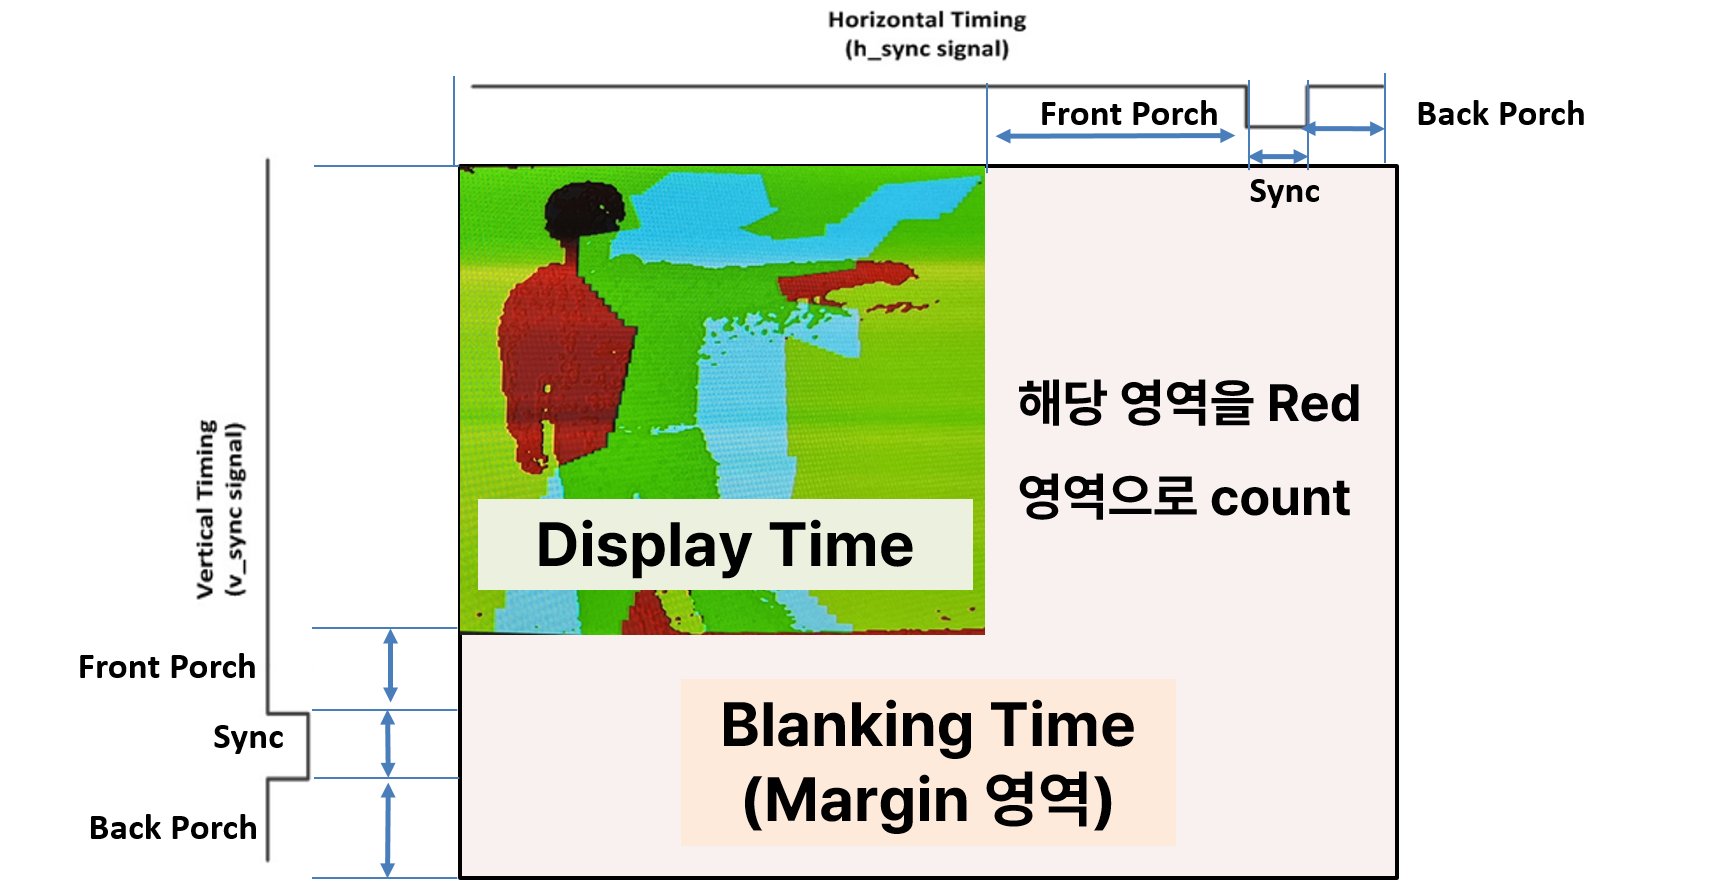 Horizontal Timing
(h_sync signal)
Front Porch
Back Porch
Sync
Vertical Timing
(v_sync signal)
해당 영역을 Red
영역으로 count
Display Time
Front Porch
Sync
Back Porch
Blanking Time
(Margin 영역)